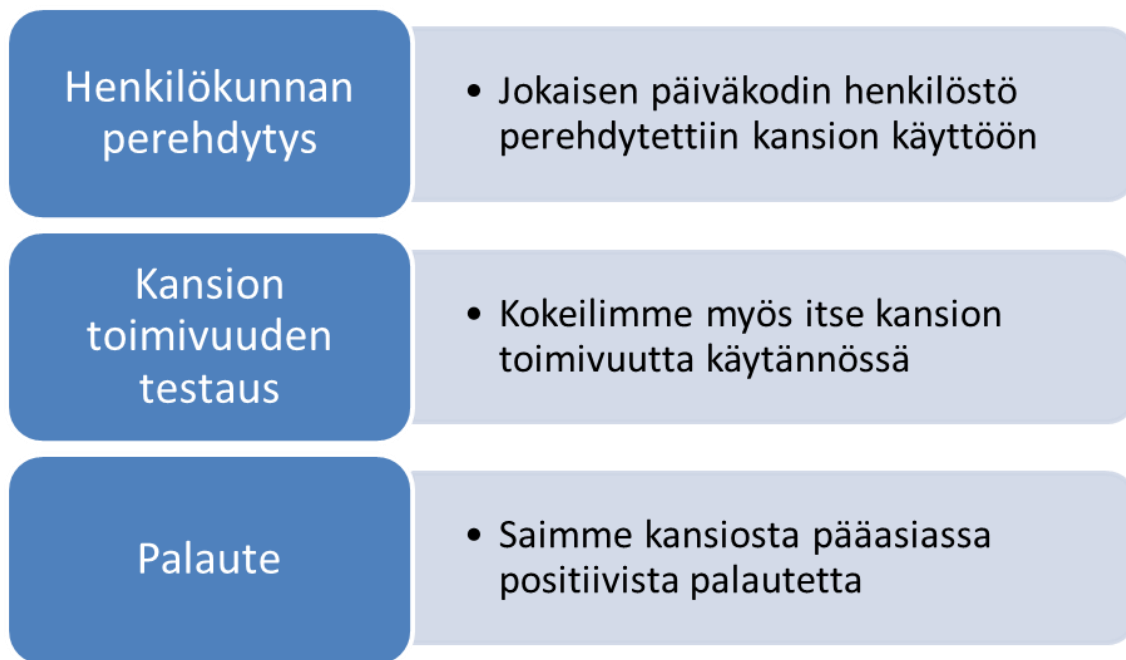 Henkilökunnan
perehdytys
• Jokaisen päiväkodin henkilöstö
perehdytettiin kansion käyttöön
Kansion
toimivuuden
testaus
• Kokeilimme myös itse kansion
toimivuutta käytännössä
Palaute
• Saimme kansiosta pääasiassa
positiivista palautetta